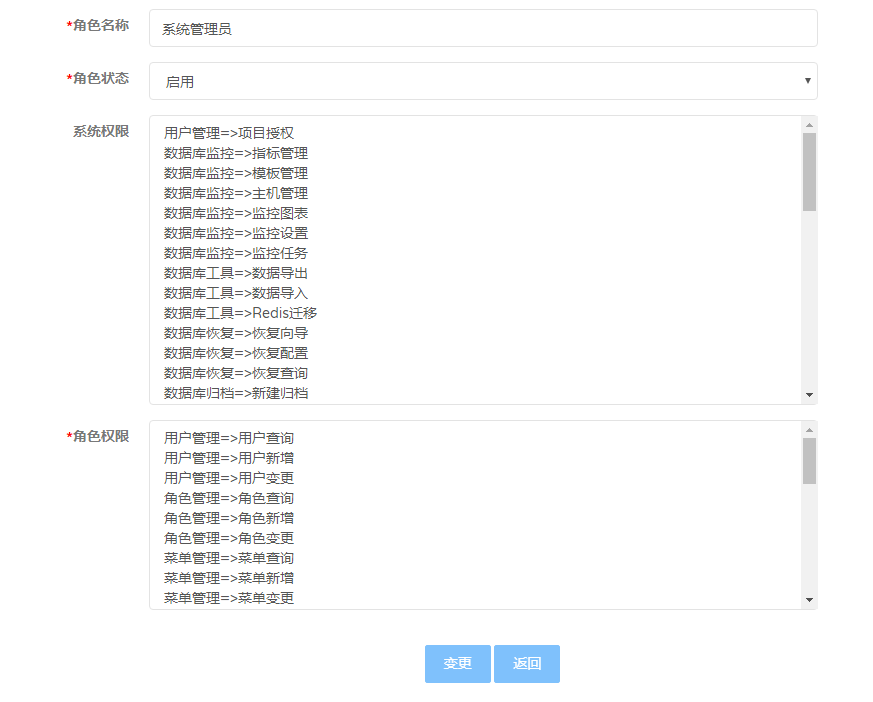 *角色名称
系统管理员
*角色状态
启用
系统权限
用户管理=>项目授权
数据库监控=>指标管理
数据库监控=>模板管理
数据库监控=>主机管理
数据库监控=>监控图表
数据库监控=>监控设置
数据库监控=>监控任务
数据库工具=>数据导出
数据库工具=>数据导入
数据库工具=>Redis迁移
数据库恢复=>恢复向导
数据库恢复=>恢复配置
数据库恢复=>恢复查询
数据库归档=>新建归档
*角色权限
用户管理=>用户查询
用户管理=>用户新增
用户管理=>用户变更
角色管理=>角色查询
角色管理=>角色新增
角色管理=>角色变更
菜单管理=>菜单查询
菜单管理=>菜单新增
菜单管理=>菜单变更
变更 返回